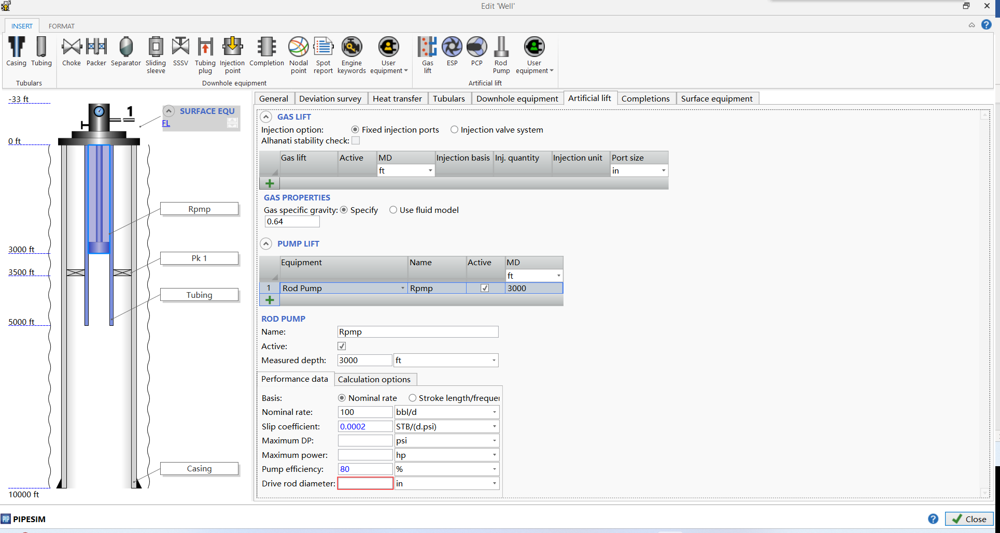 Edit 'Well'
INSERT FORMAT
Casing Tubing Choke Packer Separator Sliding sleeve SSSV Tubing plug Injection point Completion Nodal point Spot report Engine keywords User equipment Gas lift ESP PCP Rod Pump User equipment
Tubulars Downhole equipment Artificial lift
-33 ft
1
SURFACE EQU
FL
0 ft
Rpmp
3000 ft
Pk 1
3500 ft
Tubing
5000 ft
Casing
10000 ft
General Deviation survey Heat transfer Tubulars Downhole equipment Artificial lift Completions Surface equipment
GAS LIFT
Injection option: Fixed injection ports Injection valve system
Alhanati stability check:
Gas lift Active MD Injection basis Inj. quantity Injection unit Port size
ft in
GAS PROPERTIES
Gas specific gravity: Specify Use fluid model
0.64
PUMP LIFT
Equipment Name Active MD
ft
1 Rod Pump Rpmp 3000
ROD PUMP
Name: Rpmp
Active:
Measured depth: 3000 ft
Performance data Calculation options
Basis: Nominal rate Stroke length/frequer
Nominal rate: 100 bbl/d
Slip coefficient: 0.0002 STB/(d.psi)
Maximum DP: psi
Maximum power: hp
Pump efficiency: 80 %
Drive rod diameter: in
PIP PIPESIM
Close